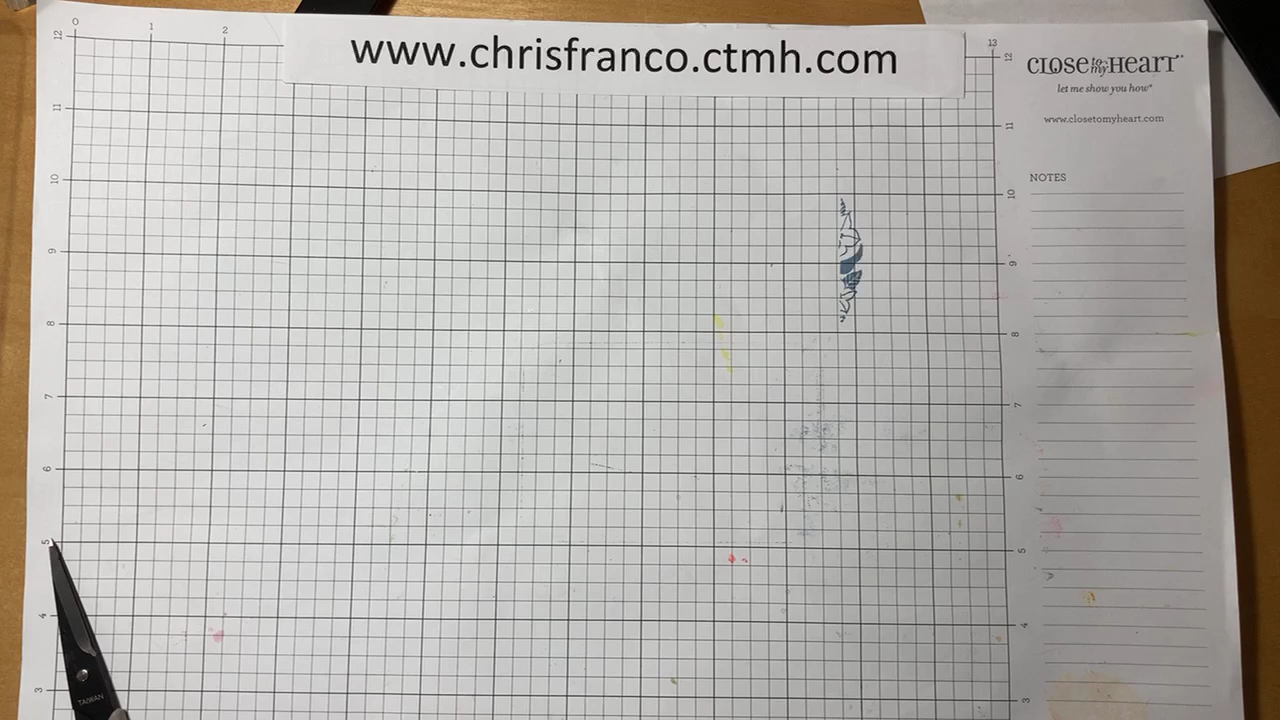 www.chrisfranco.ctmh.com
0 1 2 13
CLOSE to my HEART
let me show you how®
www.closetomyheart.com
NOTES
12 12
11 11
10 10
9 9
8 8
7 7
6 6
5 5
4 4
3 3
TAIWAN